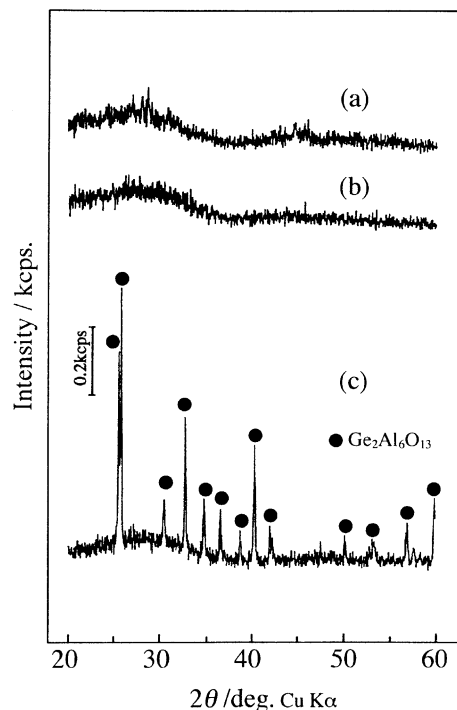 (a)
(b)
Intensity / kcps.
0.2kcps
(c)
● Ge₂Al₆O₁₃
20 30 40 50 60
2θ /deg. Cu Kα